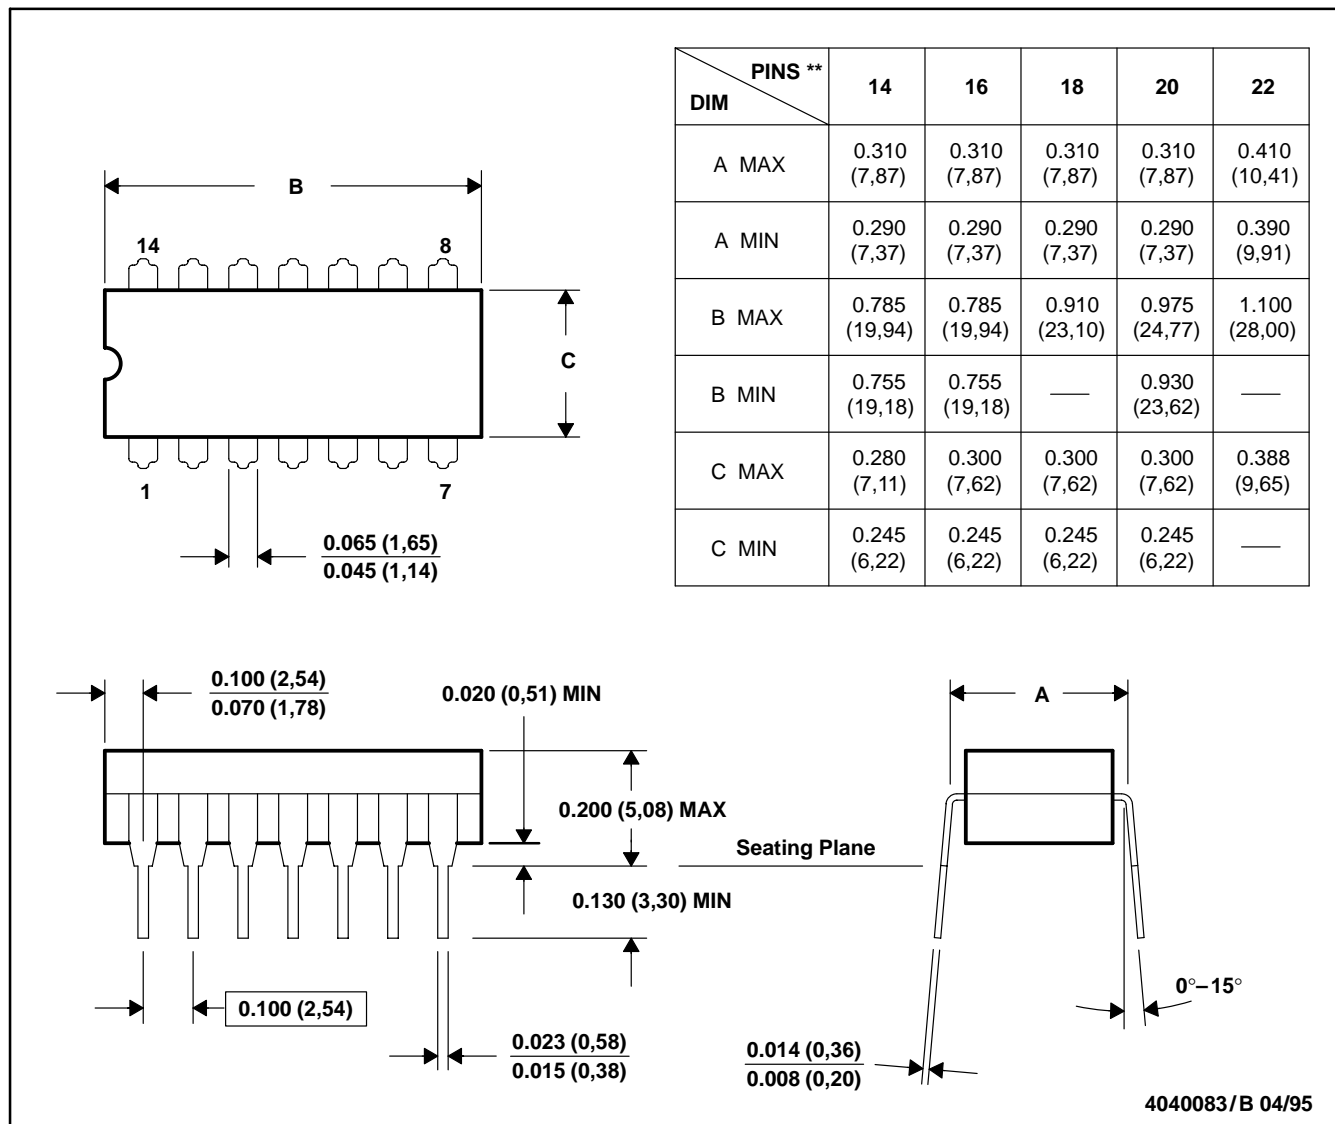 PINS **
DIM
14 16 18 20 22
A MAX 0.310 (7,87) 0.310 (7,87) 0.310 (7,87) 0.310 (7,87) 0.410 (10,41)
A MIN 0.290 (7,37) 0.290 (7,37) 0.290 (7,37) 0.290 (7,37) 0.390 (9,91)
B MAX 0.785 (19,94) 0.785 (19,94) 0.910 (23,10) 0.975 (24,77) 1.100 (28,00)
B MIN 0.755 (19,18) 0.755 (19,18) — 0.930 (23,62) —
C MAX 0.280 (7,11) 0.300 (7,62) 0.300 (7,62) 0.300 (7,62) 0.388 (9,65)
C MIN 0.245 (6,22) 0.245 (6,22) 0.245 (6,22) 0.245 (6,22) —
B
14
8
C
1
7
0.065 (1,65)
0.045 (1,14)
0.100 (2,54)
0.070 (1,78)
0.020 (0,51) MIN
0.200 (5,08) MAX
Seating Plane
0.130 (3,30) MIN
0.100 (2,54)
0.023 (0,58)
0.015 (0,38)
A
0°–15°
0.014 (0,36)
0.008 (0,20)
4040083/B 04/95